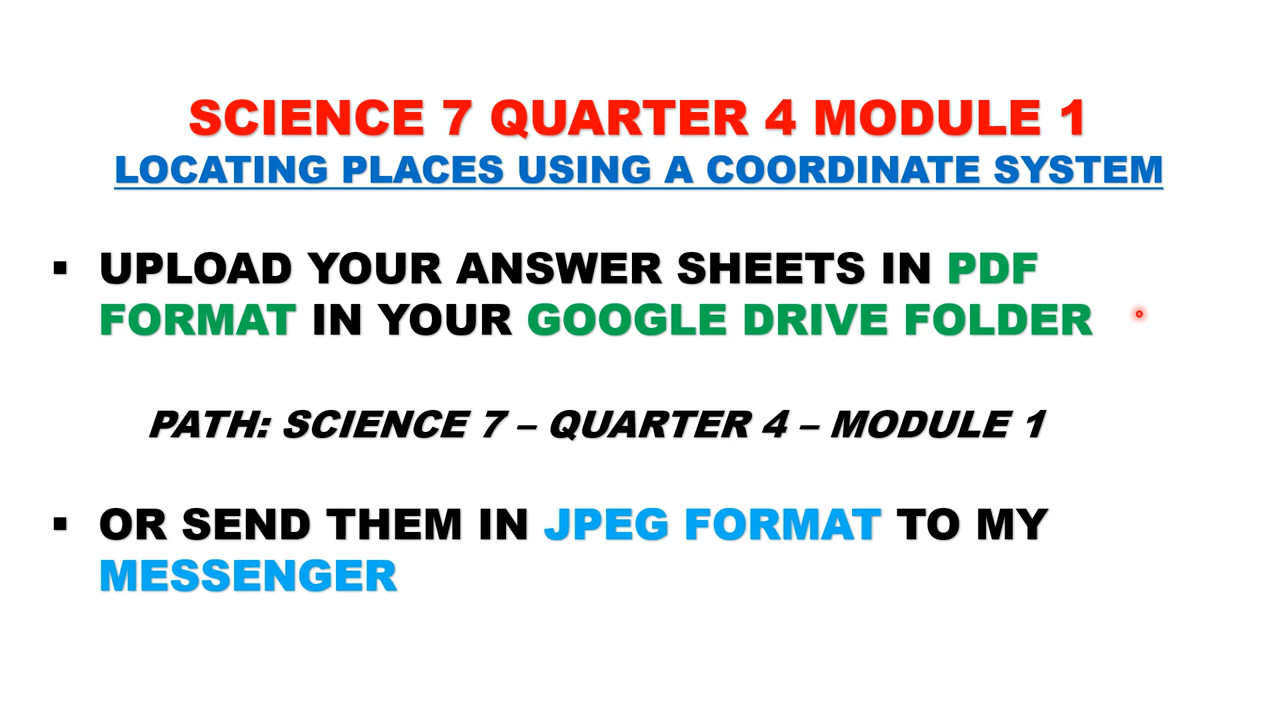 SCIENCE 7 QUARTER 4 MODULE 1
LOCATING PLACES USING A COORDINATE SYSTEM
▪ UPLOAD YOUR ANSWER SHEETS IN PDF
FORMAT IN YOUR GOOGLE DRIVE FOLDER
PATH: SCIENCE 7 – QUARTER 4 – MODULE 1
▪ OR SEND THEM IN JPEG FORMAT TO MY
MESSENGER